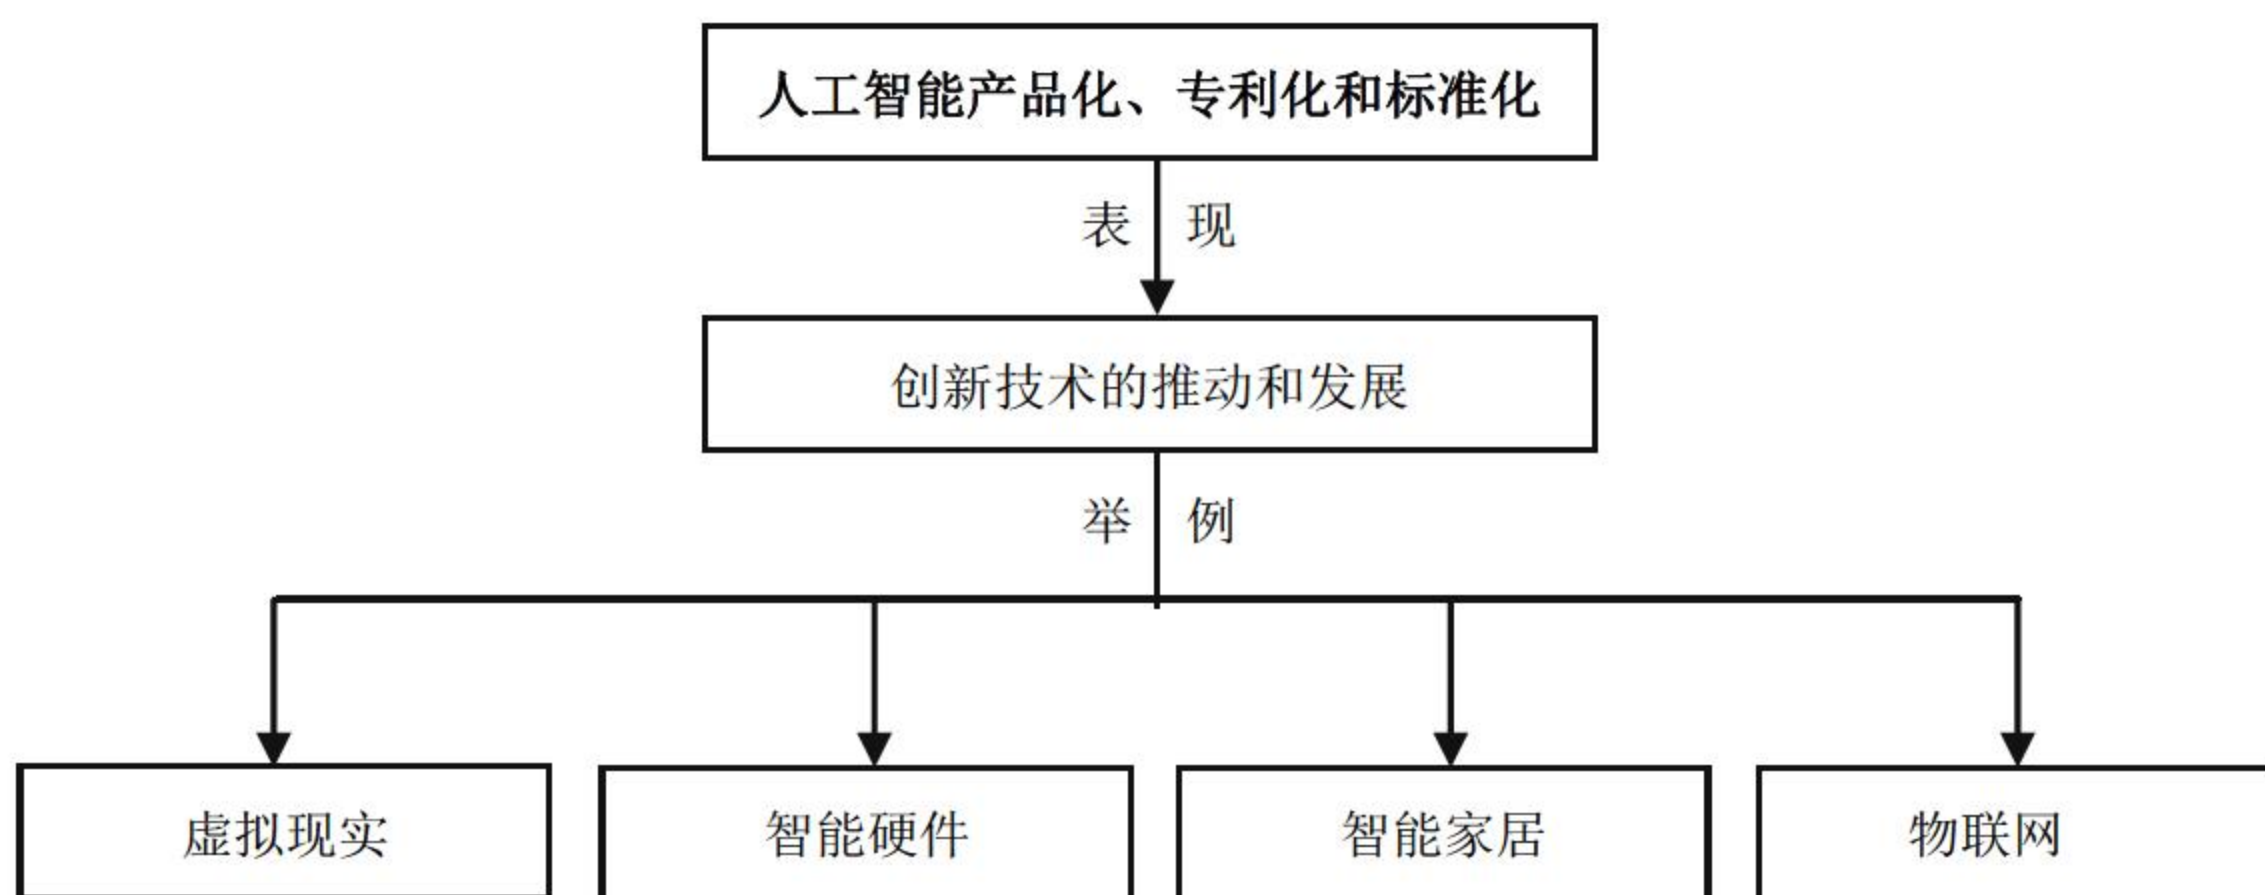 人工智能产品化、专利化和标准化
表现
创新技术的推动和发展
举例
虚拟现实
智能硬件
智能家居
物联网